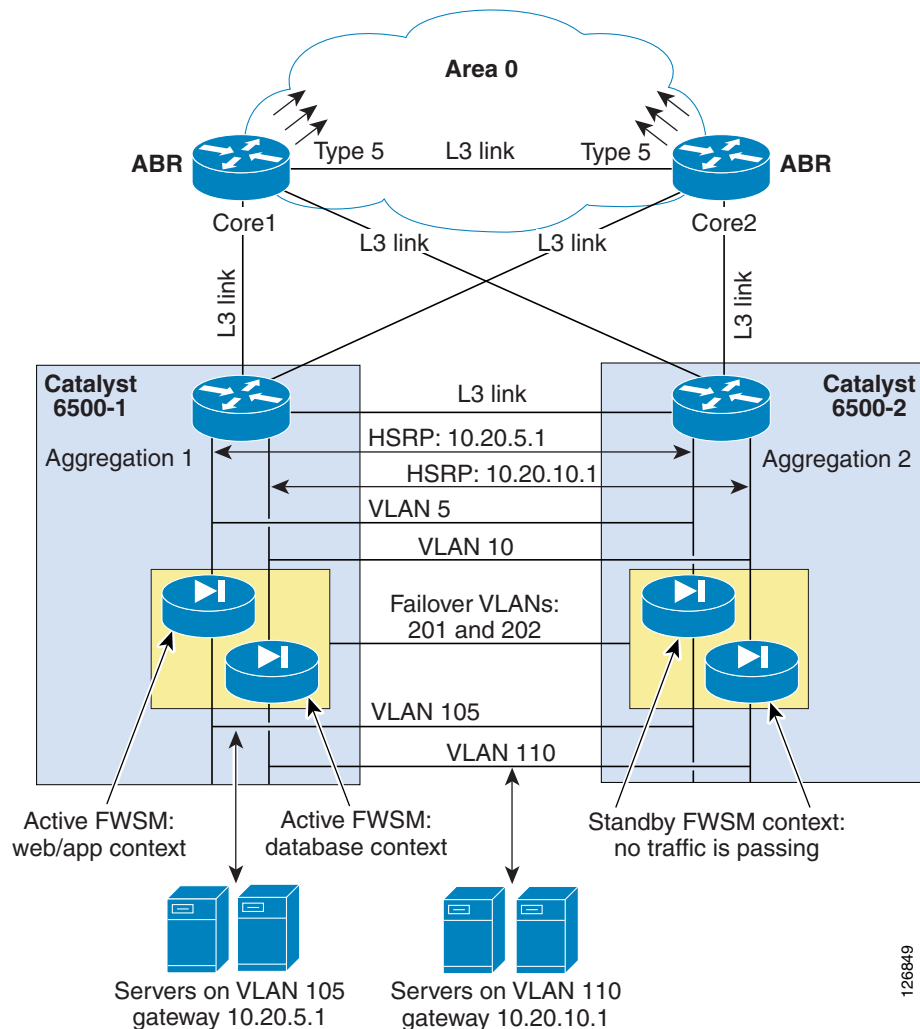 Area 0
Type 5
L3 link
Type 5
ABR
ABR
Core1
Core2
L3 link
L3 link
L3 link
L3 link
Catalyst
6500-1
Catalyst
6500-2
L3 link
HSRP: 10.20.5.1
Aggregation 1
Aggregation 2
HSRP: 10.20.10.1
VLAN 5
VLAN 10
Failover VLANs:
201 and 202
VLAN 105
VLAN 110
Active FWSM:
web/app context
Active FWSM:
database context
Standby FWSM context:
no traffic is passing
Servers on VLAN 105
gateway 10.20.5.1
Servers on VLAN 110
gateway 10.20.10.1
126849